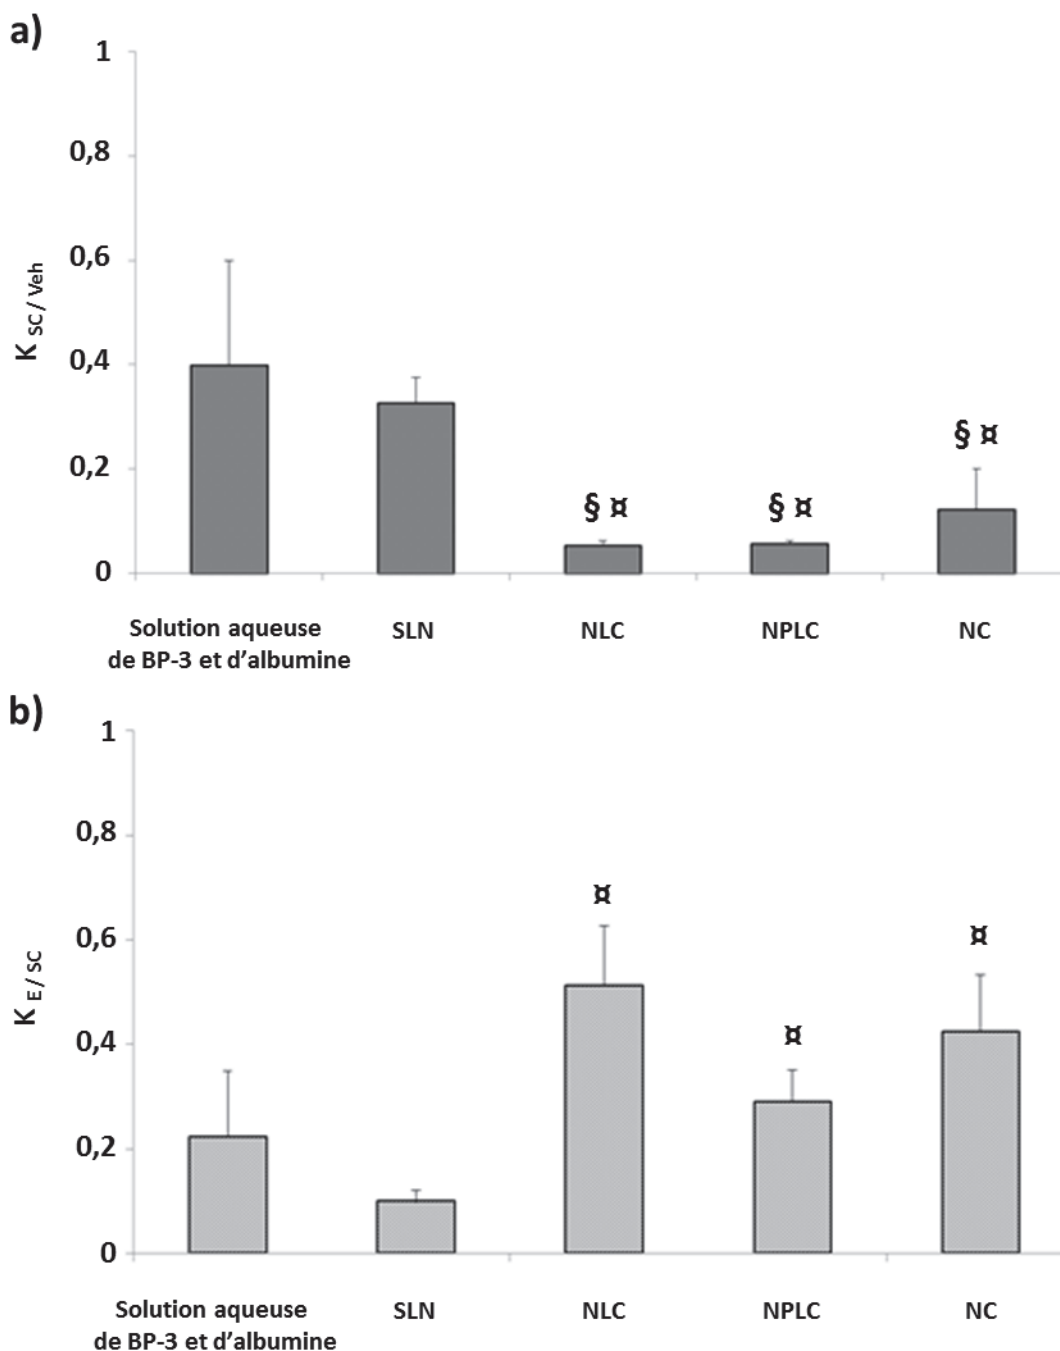 a)
1
0,8
0,6
0,4
0,2
0
K SC / Veh
§ ¤
§ ¤
§ ¤
Solution aqueuse
de BP-3 et d’albumine
SLN
NLC
NPLC
NC
b)
1
0,8
0,6
0,4
0,2
0
K E / SC
¤
¤
¤
Solution aqueuse
de BP-3 et d’albumine
SLN
NLC
NPLC
NC